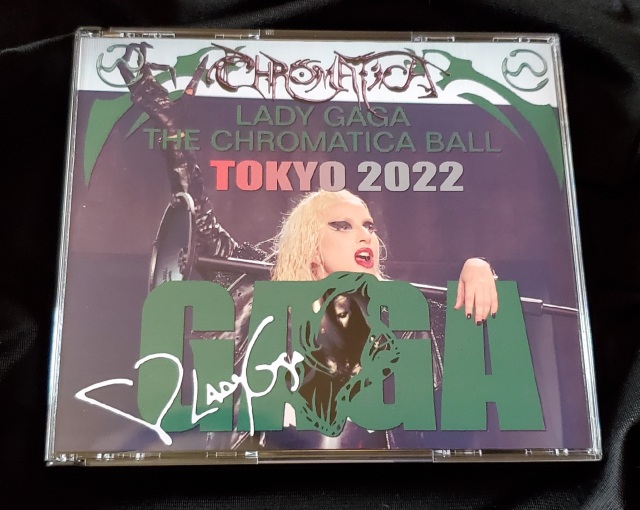 CHROMATICA
LADY GAGA
THE CHROMATICA BALL
TOKYO 2022
GAGA
LADY GAGA